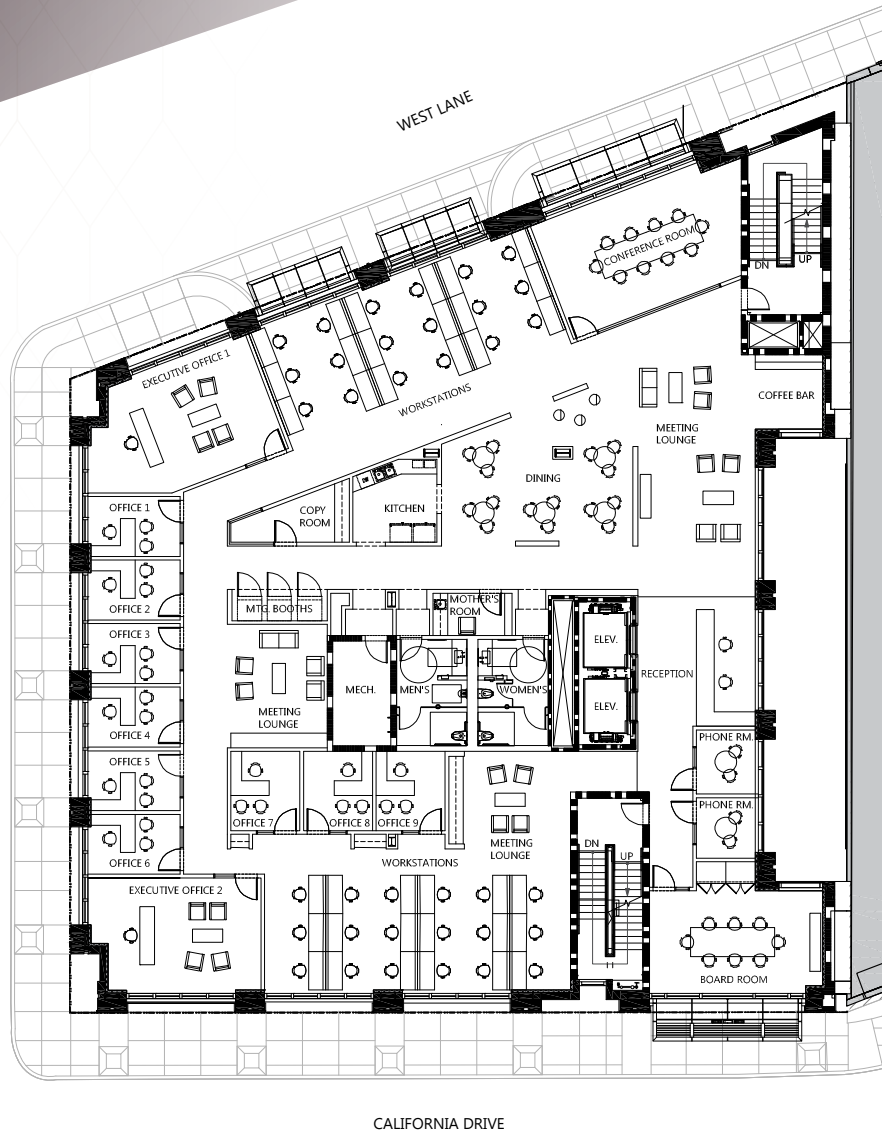 WEST LANE
CONFERENCE ROOM
DN
UP
EXECUTIVE OFFICE 1
WORKSTATIONS
COFFEE BAR
MEETING
LOUNGE
DINING
OFFICE 1
COPY
ROOM
KITCHEN
OFFICE 2
MTG. BOOTHS
MOTHER'S
ROOM
OFFICE 3
ELEV.
RECEPTION
MECH.
MEN'S
WOMEN'S
ELEV.
MEETING
LOUNGE
OFFICE 4
PHONE RM.
OFFICE 5
PHONE RM.
OFFICE 7
OFFICE 8
OFFICE 9
MEETING
LOUNGE
DN
UP
OFFICE 6
WORKSTATIONS
EXECUTIVE OFFICE 2
BOARD ROOM
CALIFORNIA DRIVE